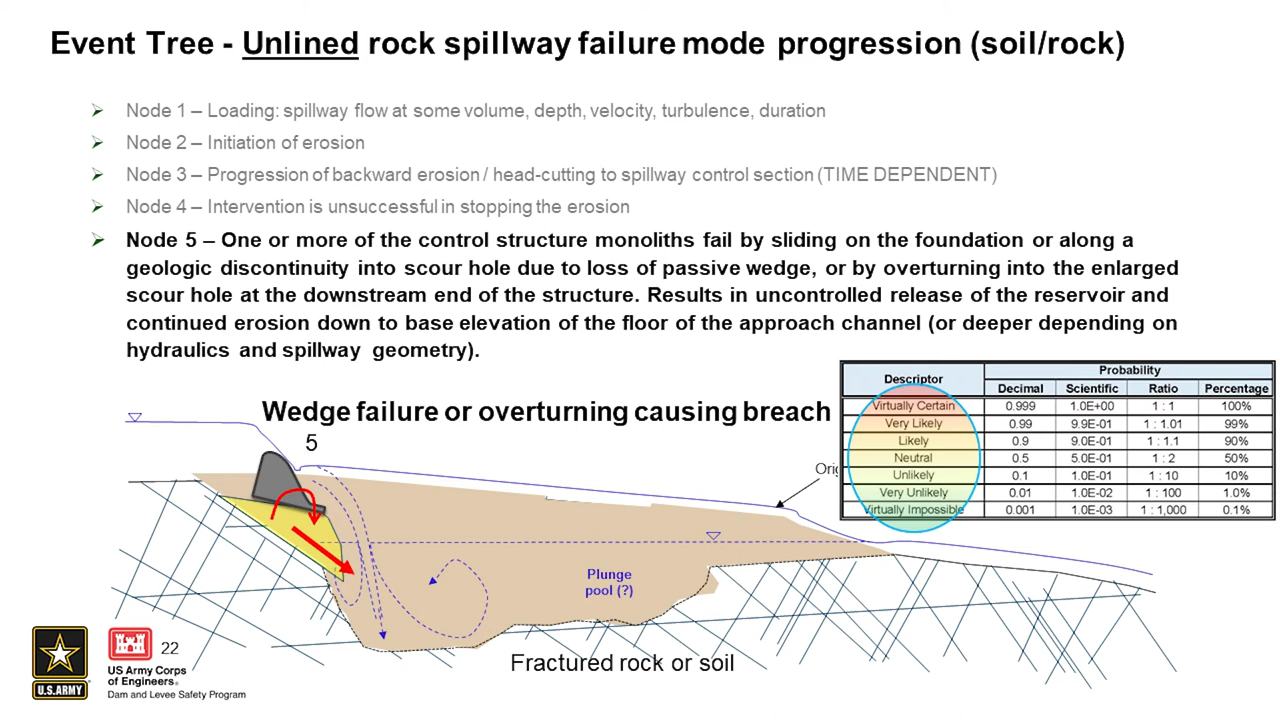 Event Tree - Unlined rock spillway failure mode progression (soil/rock)
Node 1 – Loading: spillway flow at some volume, depth, velocity, turbulence, duration
Node 2 – Initiation of erosion
Node 3 – Progression of backward erosion / head-cutting to spillway control section (TIME DEPENDENT)
Node 4 – Intervention is unsuccessful in stopping the erosion
Node 5 – One or more of the control structure monoliths fail by sliding on the foundation or along a
geologic discontinuity into scour hole due to loss of passive wedge, or by overturning into the enlarged
scour hole at the downstream end of the structure. Results in uncontrolled release of the reservoir and
continued erosion down to base elevation of the floor of the approach channel (or deeper depending on
hydraulics and spillway geometry).
Descriptor Probability
Decimal Scientific Ratio Percentage
Virtually Certain 0.999 1.0E+00 1 : 1 100%
Very Likely 0.99 9.9E-01 1 : 1.01 99%
Likely 0.9 9.0E-01 1 : 1.1 90%
Neutral 0.5 5.0E-01 1 : 2 50%
Unlikely 0.1 1.0E-01 1 : 10 10%
Very Unlikely 0.01 1.0E-02 1 : 100 1.0%
Virtually Impossible 0.001 1.0E-03 1 : 1,000 0.1%
Wedge failure or overturning causing breach
5
Plunge
pool (?)
Fractured rock or soil
U.S.ARMY
22
US Army Corps
of Engineers®
Dam and Levee Safety Program